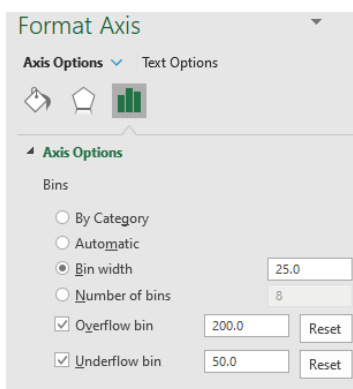 Format Axis
Axis Options Text Options
Axis Options
Bins
By Category
Automatic
Bin width 25.0
Number of bins 8
Overflow bin 200.0 Reset
Underflow bin 50.0 Reset